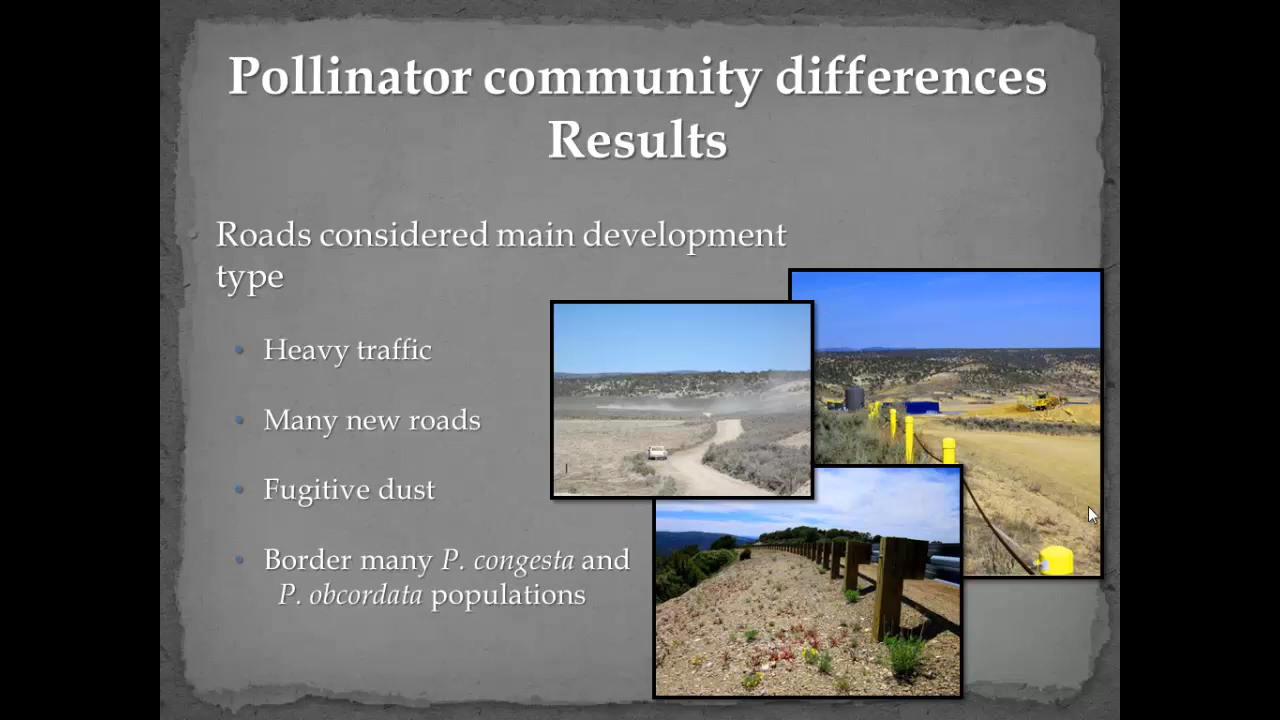 Pollinator community differences
Results
Roads considered main development
type
• Heavy traffic
• Many new roads
• Fugitive dust
• Border many P. congesta and
P. obcordata populations